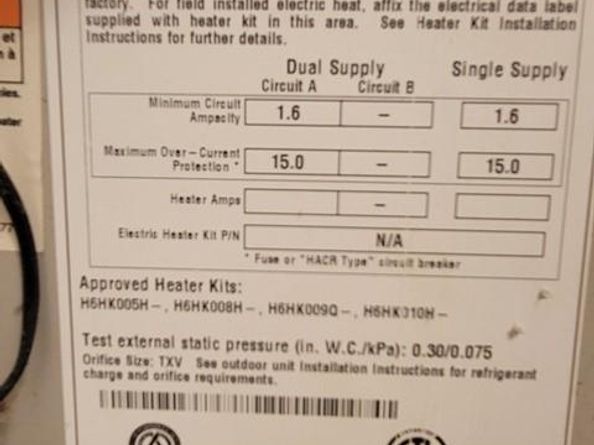 factory. For field installed electric heat, affix the electrical data label
supplied with heater kit in this area. See Heater Kit Installation
Instructions for further details.
et
n à
Dual Supply Single Supply
Circuit A Circuit B
Minimum Circuit
Ampacity 1.6 – 1.6
Maximum Over-Current
Protection * 15.0 – 15.0
Heater Amps –
Electric Heater Kit P/N N/A
* Fuse or "HACR Type" circuit breaker
Approved Heater Kits:
H6HK005H-, H6HK008H-, H6HK009Q-, H6HK310H-
Test external static pressure (in. W.C./kPa): 0.30/0.075
Orifice Size: TXV See outdoor unit Installation Instructions for refrigerant
charge and orifice requirements.